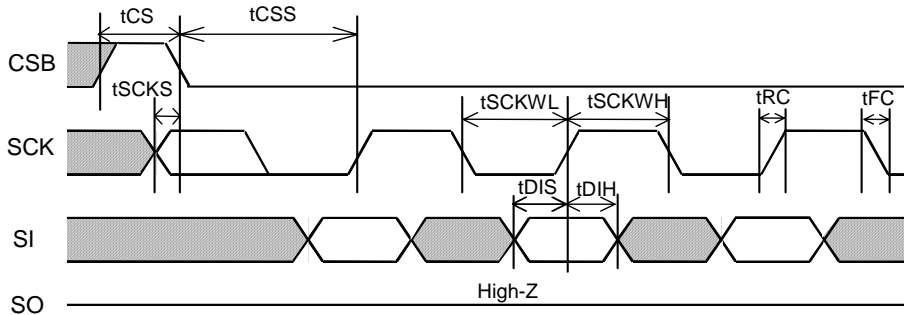 tCS
tCSS
CSB
tSCKS
tSCKWL
tSCKWH
tRC
tFC
SCK
tDIS
tDIH
SI
High-Z
SO